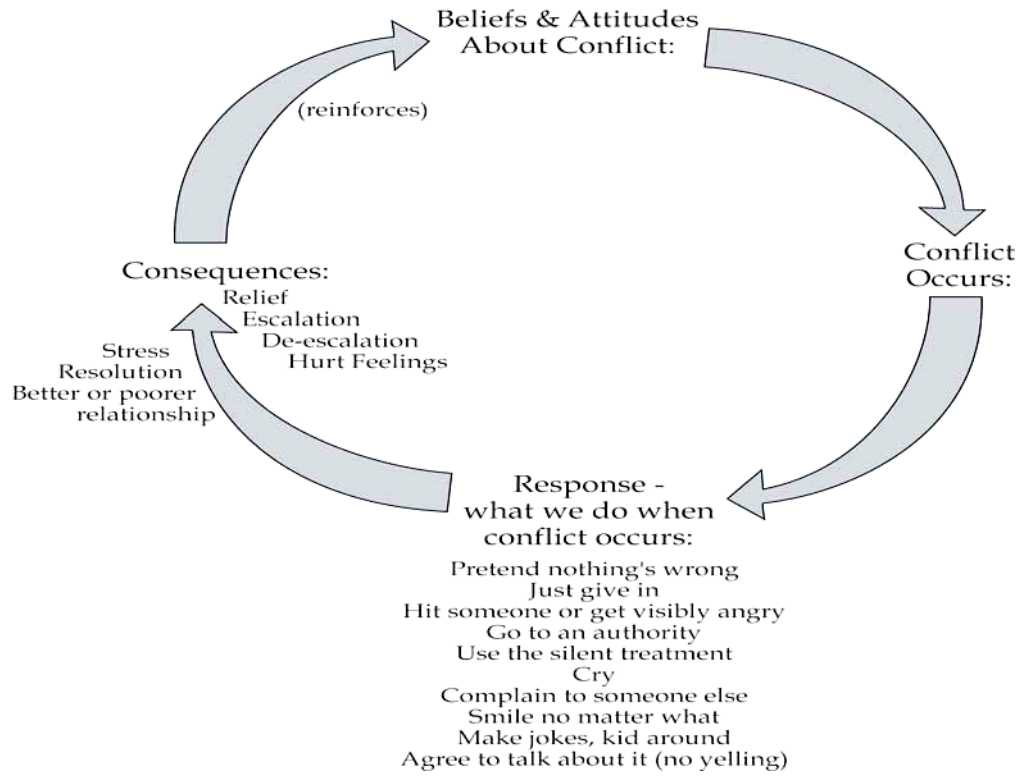 Beliefs & Attitudes
About Conflict:
(reinforces)
Conflict
Occurs:
Response -
what we do when
conflict occurs:
Pretend nothing's wrong
Just give in
Hit someone or get visibly angry
Go to an authority
Use the silent treatment
Cry
Complain to someone else
Smile no matter what
Make jokes, kid around
Agree to talk about it (no yelling)
Consequences:
Relief
Escalation
De-escalation
Hurt Feelings
Stress
Resolution
Better or poorer
relationship